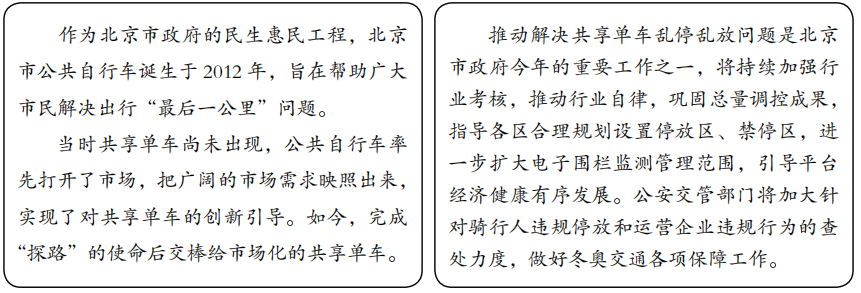 作为北京市政府的民生惠民工程，北京
市公共自行车诞生于2012年，旨在帮助广大
市民解决出行“最后一公里”问题。
当时共享单车尚未出现，公共自行车率
先打开了市场，把广阔的市场需求映照出来，
实现了对共享单车的创新引导。如今，完成
“探路”的使命后交棒给市场化的共享单车。
推动解决共享单车乱停乱放问题是北京
市政府今年的重要工作之一，将持续加强行
业考核，推动行业自律，巩固总量调控成果，
指导各区合理规划设置停放区、禁停区，进
一步扩大电子围栏监测管理范围，引导平台
经济健康有序发展。公安交管部门将加大针
对骑行人违规停放和运营企业违规行为的查
处力度，做好冬奥交通各项保障工作。